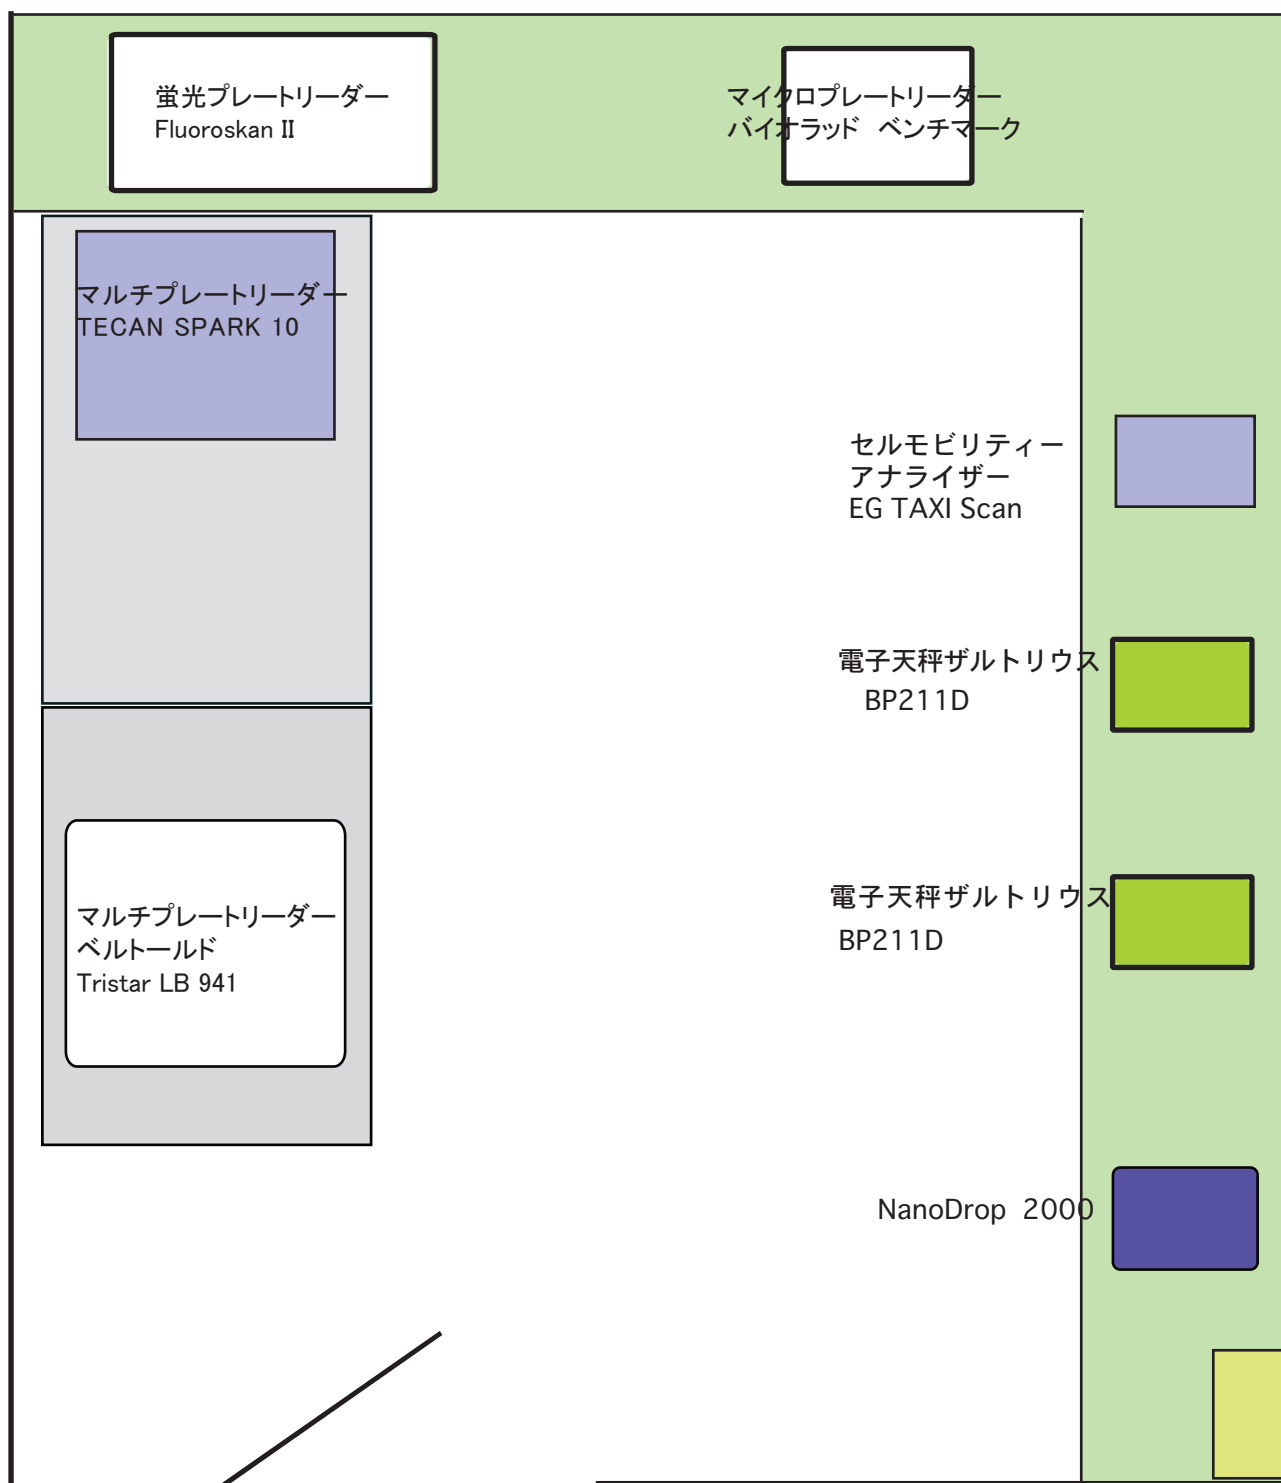 蛍光プレートリーダー
Fluoroskan II
マイクロプレートリーダー
バイオラッド ベンチマーク
マルチプレートリーダー
TECAN SPARK 10
セルモビリティー
アナライザー
EG TAXI Scan
電子天秤ザルトリウス
BP211D
マルチプレートリーダー
ベルトールド
Tristar LB 941
電子天秤ザルトリウス
BP211D
NanoDrop 2000